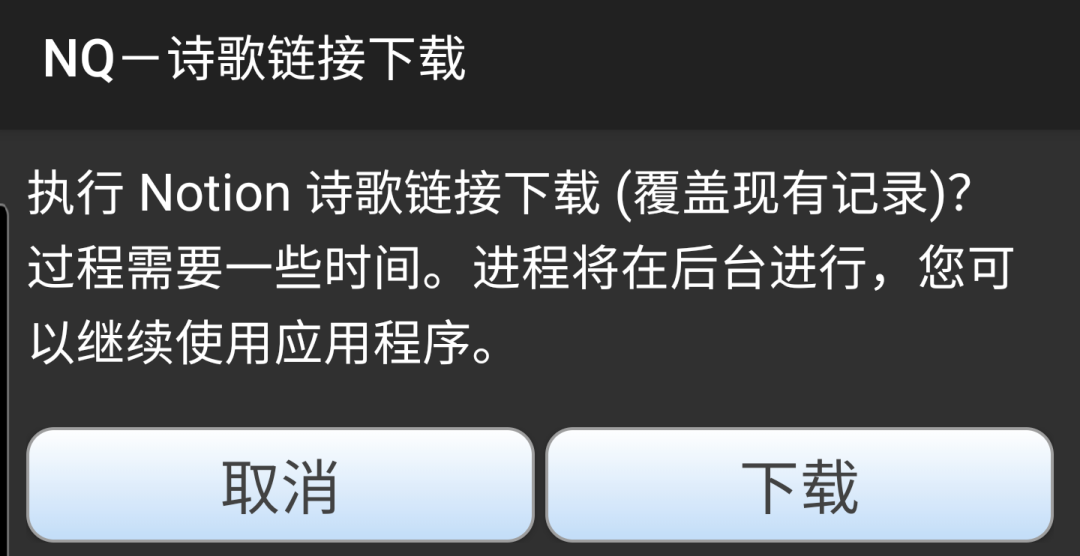 NQ－诗歌链接下载
执行 Notion 诗歌链接下载 (覆盖现有记录)?
过程需要一些时间。进程将在后台进行，您可
以继续使用应用程序。
取消
下载